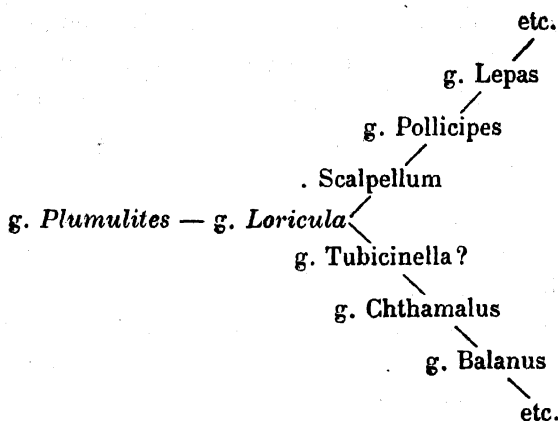 etc.
g. Lepas
g. Pollicipes
. Scalpellum
g. Plumulites — g. Loricula
g. Tubicinella?
g. Chthamalus
g. Balanus
etc.